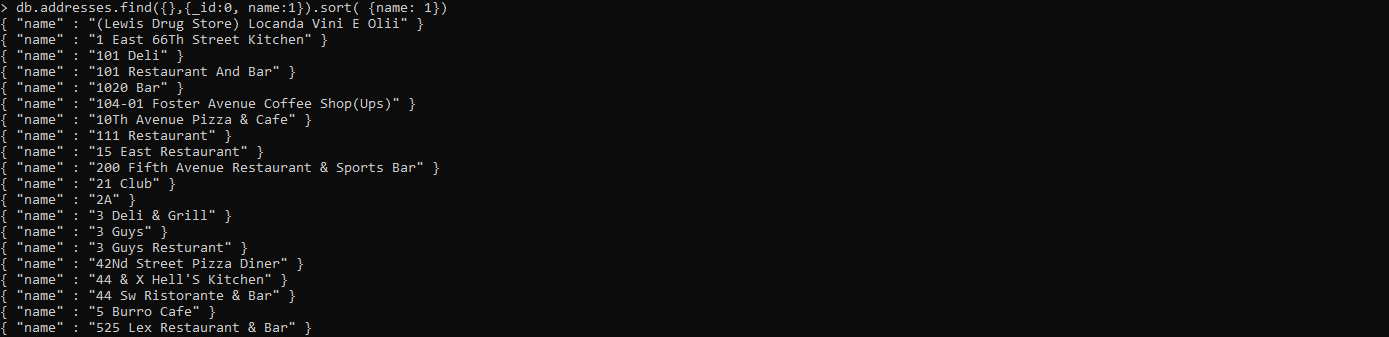 > db.addresses.find({},{_id:0, name:1}).sort( {name: 1})
{ "name" : "(Lewis Drug Store) Locanda Vini E Olii" }
{ "name" : "1 East 66Th Street Kitchen" }
{ "name" : "101 Deli" }
{ "name" : "101 Restaurant And Bar" }
{ "name" : "1020 Bar" }
{ "name" : "104-01 Foster Avenue Coffee Shop(Ups)" }
{ "name" : "10Th Avenue Pizza & Cafe" }
{ "name" : "111 Restaurant" }
{ "name" : "15 East Restaurant" }
{ "name" : "200 Fifth Avenue Restaurant & Sports Bar" }
{ "name" : "21 Club" }
{ "name" : "2A" }
{ "name" : "3 Deli & Grill" }
{ "name" : "3 Guys" }
{ "name" : "3 Guys Resturant" }
{ "name" : "42Nd Street Pizza Diner" }
{ "name" : "44 & X Hell'S Kitchen" }
{ "name" : "44 Sw Ristorante & Bar" }
{ "name" : "5 Burro Cafe" }
{ "name" : "525 Lex Restaurant & Bar" }